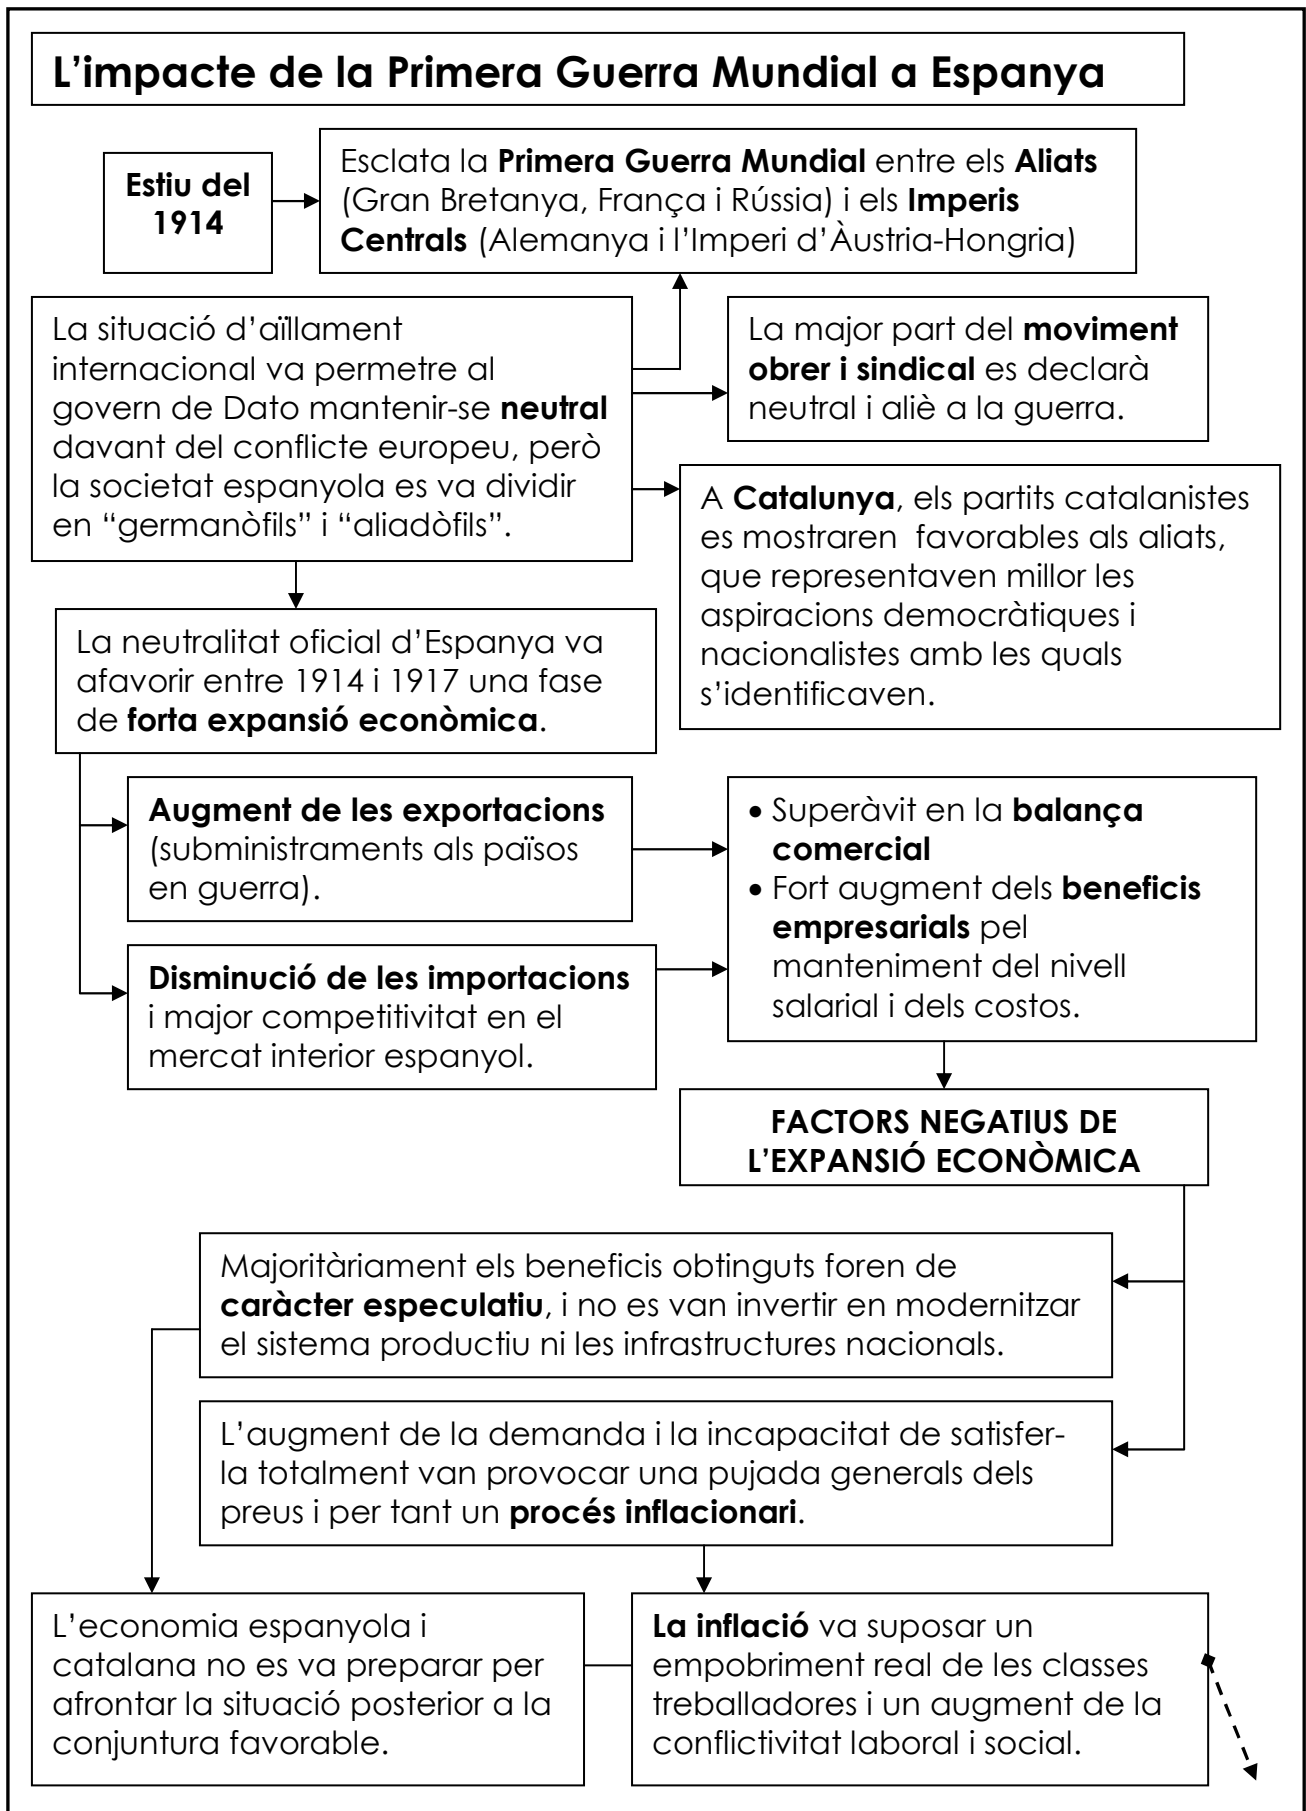 L’impacte de la Primera Guerra Mundial a Espanya
Estiu del
1914
Esclata la Primera Guerra Mundial entre els Aliats
(Gran Bretanya, França i Rússia) i els Imperis
Centrals (Alemanya i l’Imperi d’Àustria-Hongria)
La situació d’aïllament
internacional va permetre al
govern de Dato mantenir-se neutral
davant del conflicte europeu, però
la societat espanyola es va dividir
en “germanòfils” i “aliadòfils”.
La major part del moviment
obrer i sindical es declarà
neutral i aliè a la guerra.
A Catalunya, els partits catalanistes
es mostraren favorables als aliats,
que representaven millor les
aspiracions democràtiques i
nacionalistes amb les quals
s’identificaven.
La neutralitat oficial d’Espanya va
afavorir entre 1914 i 1917 una fase
de forta expansió econòmica.
Augment de les exportacions
(subministraments als països
en guerra).
Disminució de les importacions
i major competitivitat en el
mercat interior espanyol.
• Superàvit en la balança
comercial
• Fort augment dels beneficis
empresarials pel
manteniment del nivell
salarial i dels costos.
FACTORS NEGATIUS DE
L’EXPANSIÓ ECONÒMICA
Majoritàriament els beneficis obtinguts foren de
caràcter especulatiu, i no es van invertir en modernitzar
el sistema productiu ni les infrastructures nacionals.
L’augment de la demanda i la incapacitat de satisfer-
la totalment van provocar una pujada generals dels
preus i per tant un procés inflacionari.
L’economia espanyola i
catalana no es va preparar per
afrontar la situació posterior a la
conjuntura favorable.
La inflació va suposar un
empobriment real de les classes
treballadores i un augment de la
conflictivitat laboral i social.